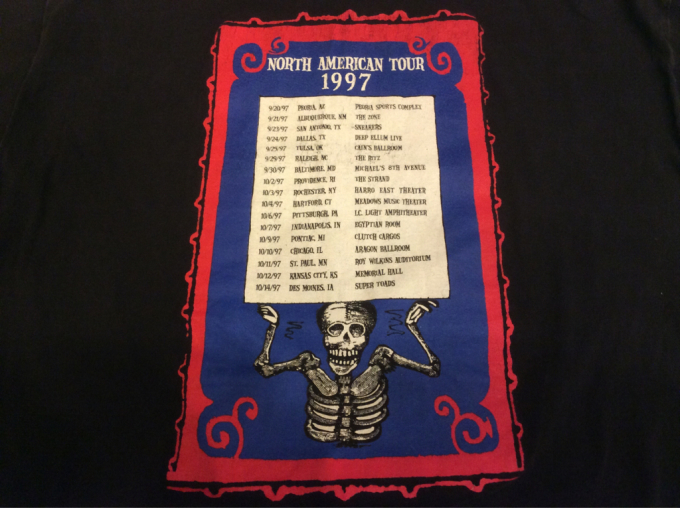 NORTH AMERICAN TOUR
1997
9/20/97 PEORIA, AZ PEORIA SPORTS COMPLEX
9/21/97 ALBUQUERQUE, NM THE ZONE
9/23/97 SAN ANTONIO, TX SNEAKERS
9/24/97 DALLAS, TX DEEP ELLUM LIVE
9/25/97 TULSA, OK CAIN'S BALLROOM
9/29/97 RALEIGH, NC THE RITZ
9/30/97 BALTIMORE, MD MICHAEL'S 8TH AVENUE
10/2/97 PROVIDENCE, RI THE STRAND
10/3/97 ROCHESTER, NY HARRO EAST THEATER
10/4/97 HARTFORD, CT MEADOWS MUSIC THEATER
10/6/97 PITTSBURGH, PA I.C. LIGHT AMPHITHEATER
10/7/97 INDIANAPOLIS, IN EGYPTIAN ROOM
10/9/97 PONTIAC, MI CLUTCH CARGOS
10/10/97 CHICAGO, IL ARAGON BALLROOM
10/11/97 ST. PAUL, MN ROY WILKINS AUDITORIUM
10/12/97 KANSAS CITY, KS MEMORIAL HALL
10/14/97 DES MOINES, IA SUPER TOADS